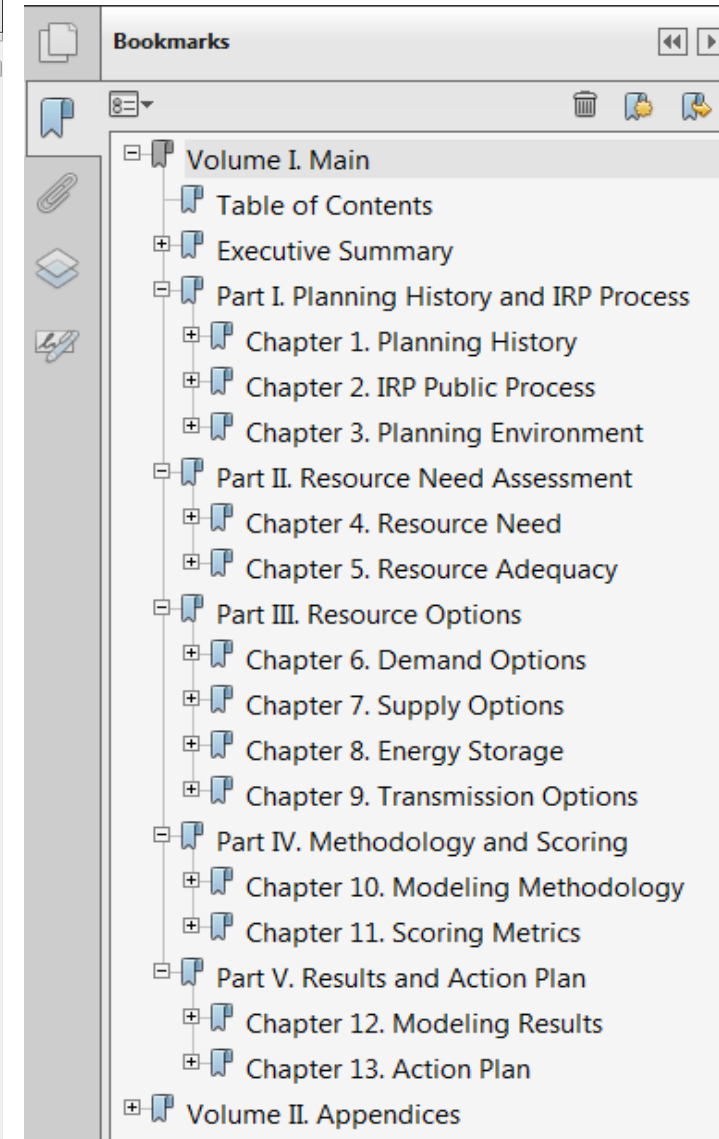 Bookmarks
Volume I. Main
Table of Contents
Executive Summary
Part I. Planning History and IRP Process
Chapter 1. Planning History
Chapter 2. IRP Public Process
Chapter 3. Planning Environment
Part II. Resource Need Assessment
Chapter 4. Resource Need
Chapter 5. Resource Adequacy
Part III. Resource Options
Chapter 6. Demand Options
Chapter 7. Supply Options
Chapter 8. Energy Storage
Chapter 9. Transmission Options
Part IV. Methodology and Scoring
Chapter 10. Modeling Methodology
Chapter 11. Scoring Metrics
Part V. Results and Action Plan
Chapter 12. Modeling Results
Chapter 13. Action Plan
Volume II. Appendices